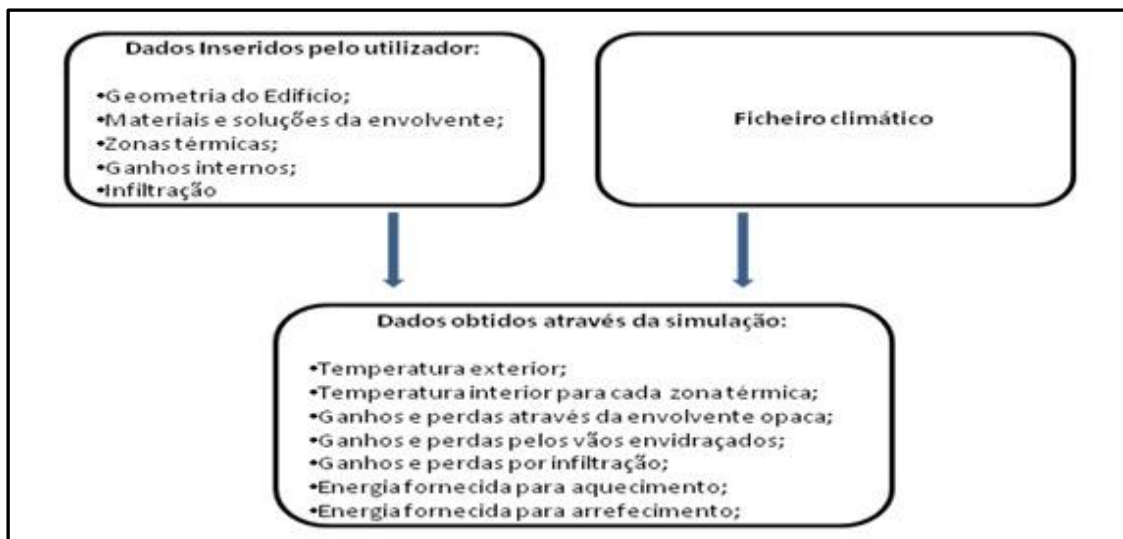 Dados Inseridos pelo utilizador:
•Geometria do Edifício;
•Materiais e soluções da envolvente;
•Zonas térmicas;
•Ganhos internos;
•Infiltração
Ficheiro climático
Dados obtidos através da simulação:
•Temperatura exterior;
•Temperatura interior para cada zona térmica;
•Ganhos e perdas através da envolvente opaca;
•Ganhos e perdas pelos vãos envidraçados;
•Ganhos e perdas por infiltração;
•Energia fornecida para aquecimento;
•Energia fornecida para arrefecimento;